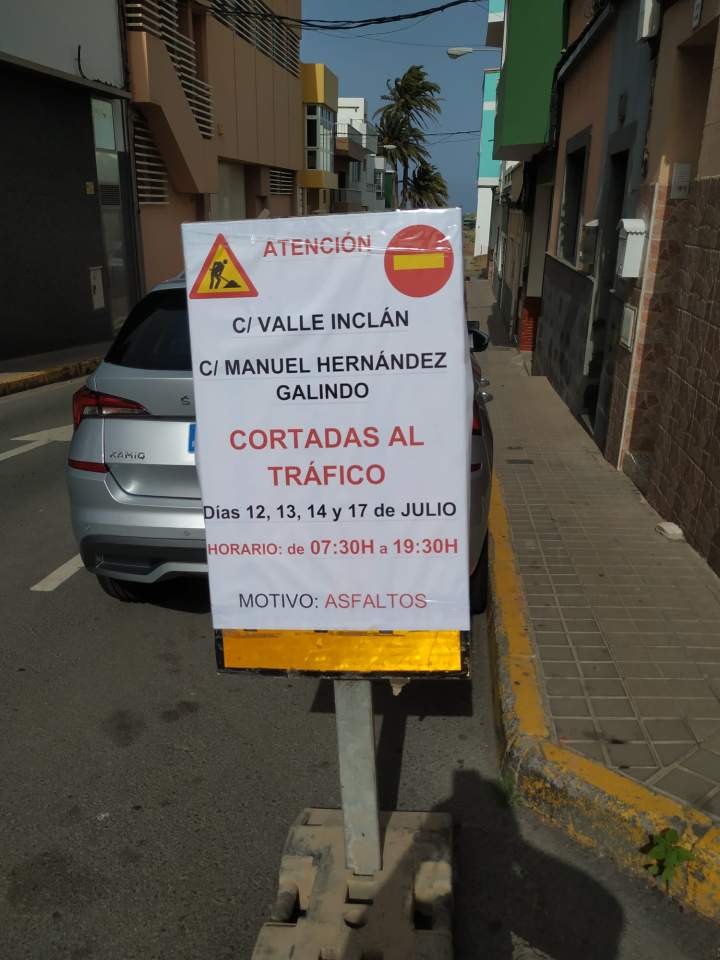 ATENCIÓN
C/ VALLE INCLÁN
C/ MANUEL HERNÁNDEZ
GALINDO
CORTADAS AL
TRÁFICO
Días 12, 13, 14 y 17 de JULIO
HORARIO: de 07:30H a 19:30H
MOTIVO: ASFALTOS
KAMIQ